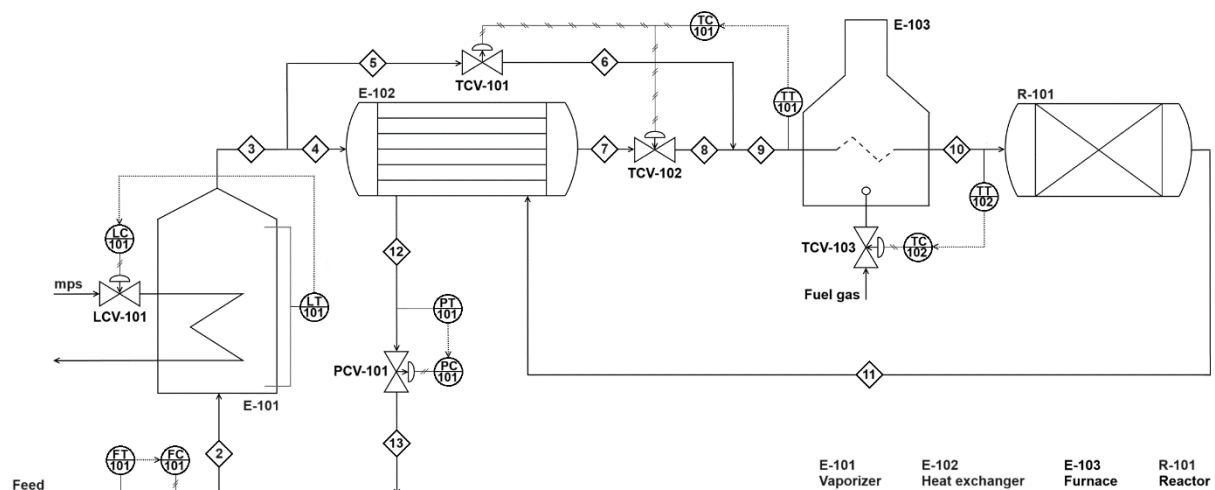 TC
101
E-103
5
6
TCV-101
E-102
TT
101
R-101
3
4
7
8
9
10
TCV-102
TT
102
LC
101
12
TCV-103
TC
102
mps
Fuel gas
LCV-101
LT
101
PT
101
PCV-101
PC
101
11
E-101
13
FT
101
FC
101
2
Feed
E-101
Vaporizer
E-102
Heat exchanger
E-103
Furnace
R-101
Reactor